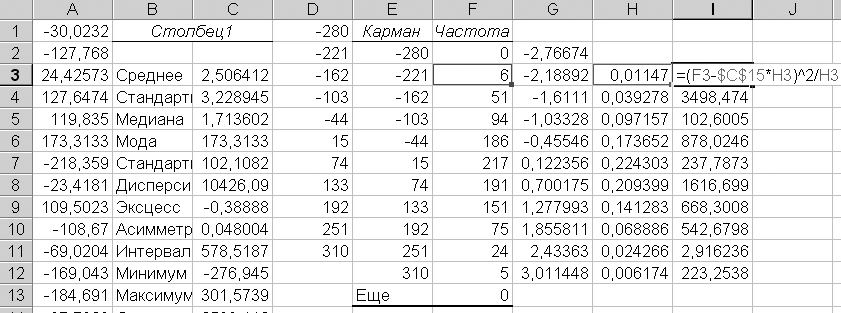 A B C D E F G H I J
1 -30,0232 Столбец1 -280 Карман Частота
2 -127,768 -221 -280 0 -2,76674
3 24,42573 Среднее 2,506412 -162 -221 6 -2,18892 0,01147 =(F3-$C$15*H3)^2/H3
4 127,6474 Стандарт 3,228945 -103 -162 51 -1,6111 0,039278 3498,474
5 119,835 Медиана 1,713602 -44 -103 94 -1,03328 0,097157 102,6005
6 173,3133 Мода 173,3133 15 -44 186 -0,45546 0,173652 878,0246
7 -218,359 Стандарт 102,1082 74 15 217 0,122356 0,224303 237,7873
8 -23,4181 Дисперси 10426,09 133 74 191 0,700175 0,209399 1616,699
9 109,5023 Эксцесс -0,38888 192 133 151 1,277993 0,141283 668,3008
10 -108,67 Асимметр 0,048004 251 192 75 1,855811 0,068886 542,6798
11 -69,0204 Интервал 578,5187 310 251 24 2,43363 0,024266 2,916236
12 -169,043 Минимум -276,945 310 5 3,011448 0,006174 223,2538
13 -184,691 Максимум 301,5739 Еще 0